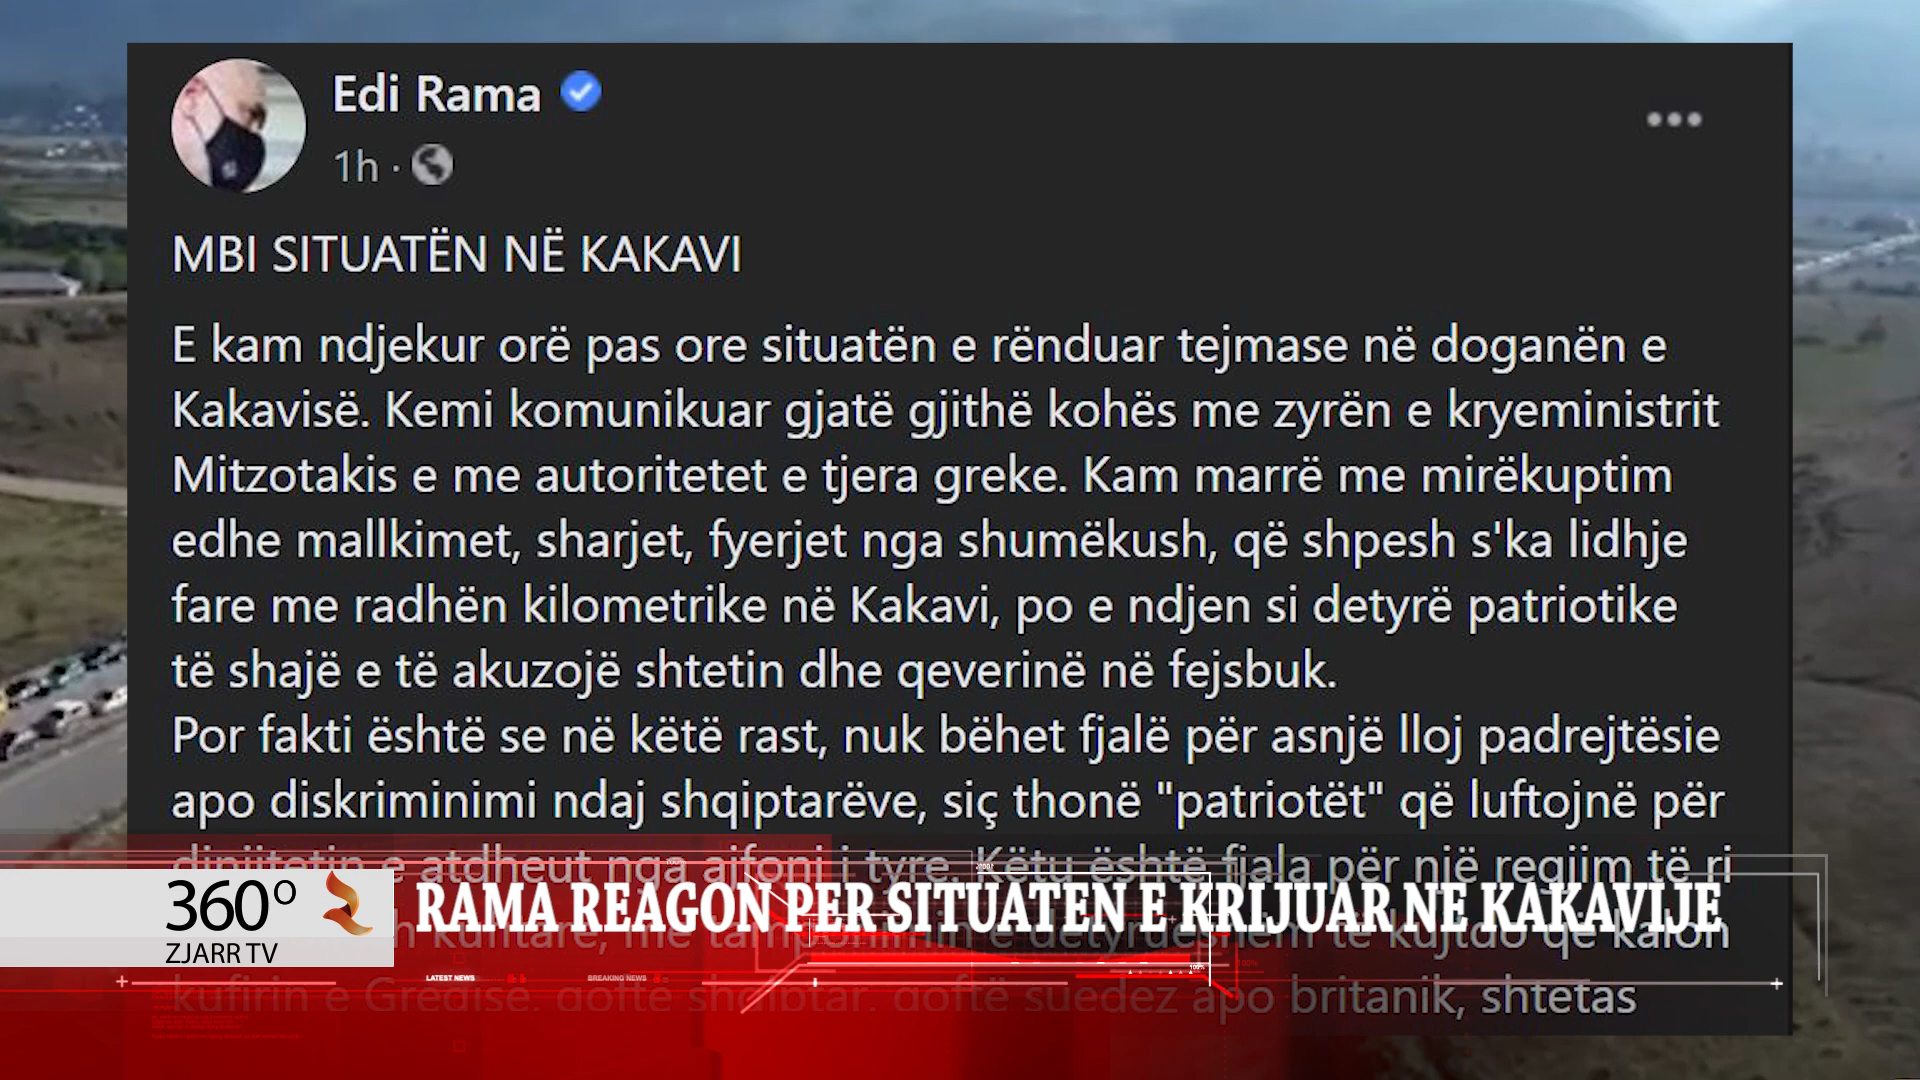 Edi Rama
1h ·
MBI SITUATËN NË KAKAVI
E kam ndjekur orë pas ore situatën e rënduar tejmase në doganën e
Kakavisë. Kemi komunikuar gjatë gjithë kohës me zyrën e kryeministrit
Mitzotakis e me autoritetet e tjera greke. Kam marrë me mirëkuptim
edhe mallkimet, sharjet, fyerjet nga shumëkush, që shpesh s'ka lidhje
fare me radhën kilometrike në Kakavi, po e ndjen si detyrë patriotike
të shajë e të akuzojë shtetin dhe qeverinë në fejsbuk.
Por fakti është se në këtë rast, nuk bëhet fjalë për asnjë lloj padrejtësie
apo diskriminimi ndaj shqiptarëve, siç thonë "patriotët" që luftojnë për
dinjitetin e atdheut nga ajfoni i tyre. Këtu është fjala për një regjim të ri
kuftare, me tamponimin e detyrueshëm të kujtdo që kalon
kufirin e Greqisë, qoftë shqiptar, qoftë suedez apo britanik, shtetas
360°
ZJARR TV
RAMA REAGON PER SITUATEN E KRIJUAR NE KAKAVIJE
LATEST NEWS
BREAKING NEWS
100%
100%